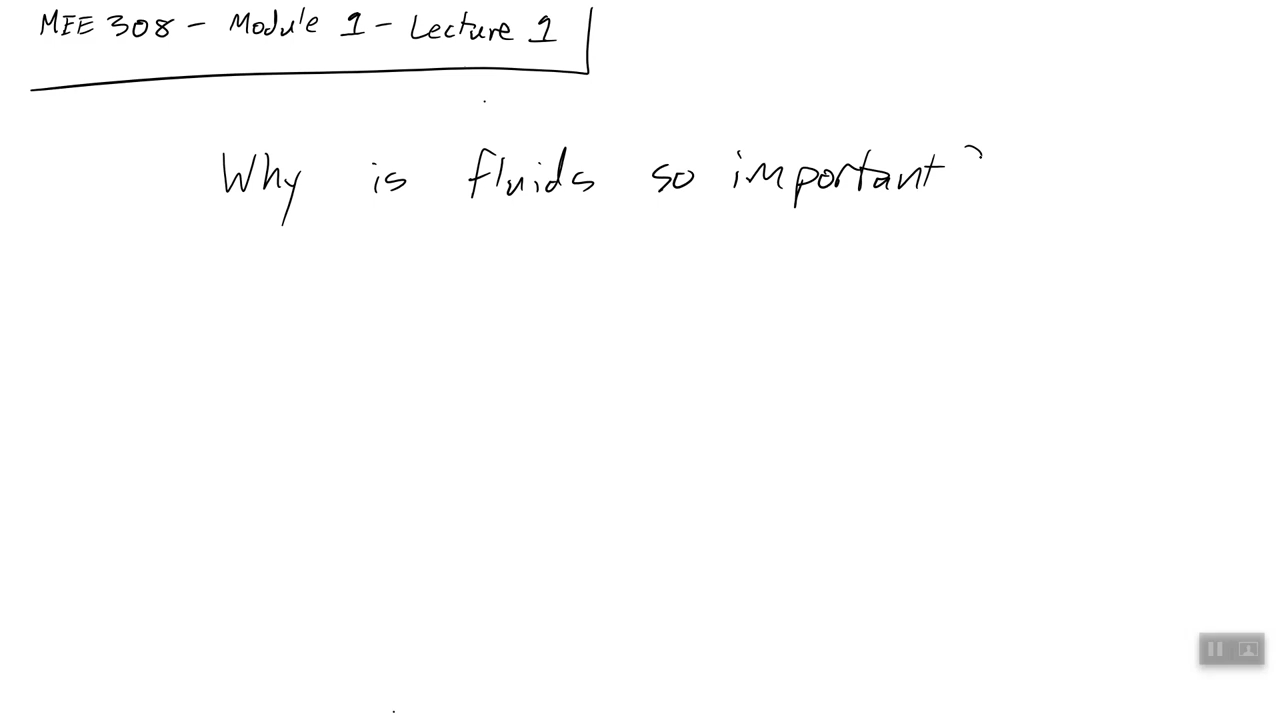 MEE 308 - Module 1 - Lecture 1
Why is fluids so important?